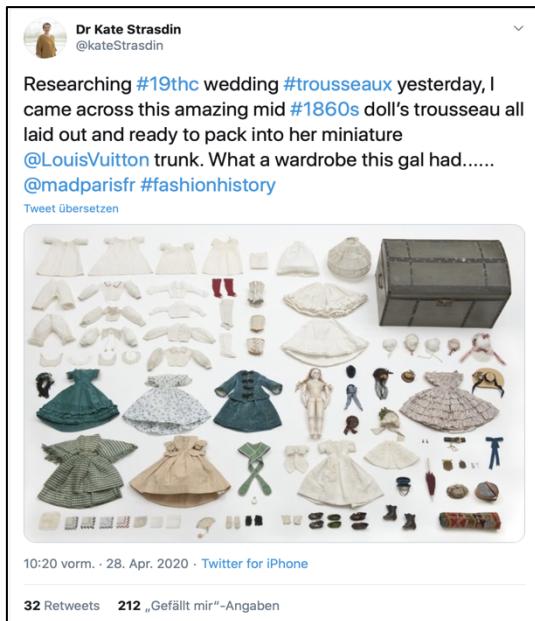 Dr Kate Strasdin
@kateStrasdin
Researching #19thc wedding #trousseaux yesterday, I
came across this amazing mid #1860s doll's trousseau all
laid out and ready to pack into her miniature
@LouisVuitton trunk. What a wardrobe this gal had......
@madparisfr #fashionhistory
Tweet übersetzen
10:20 vorm. · 28. Apr. 2020 · Twitter for iPhone
32 Retweets 212 „Gefällt mir“-Angaben